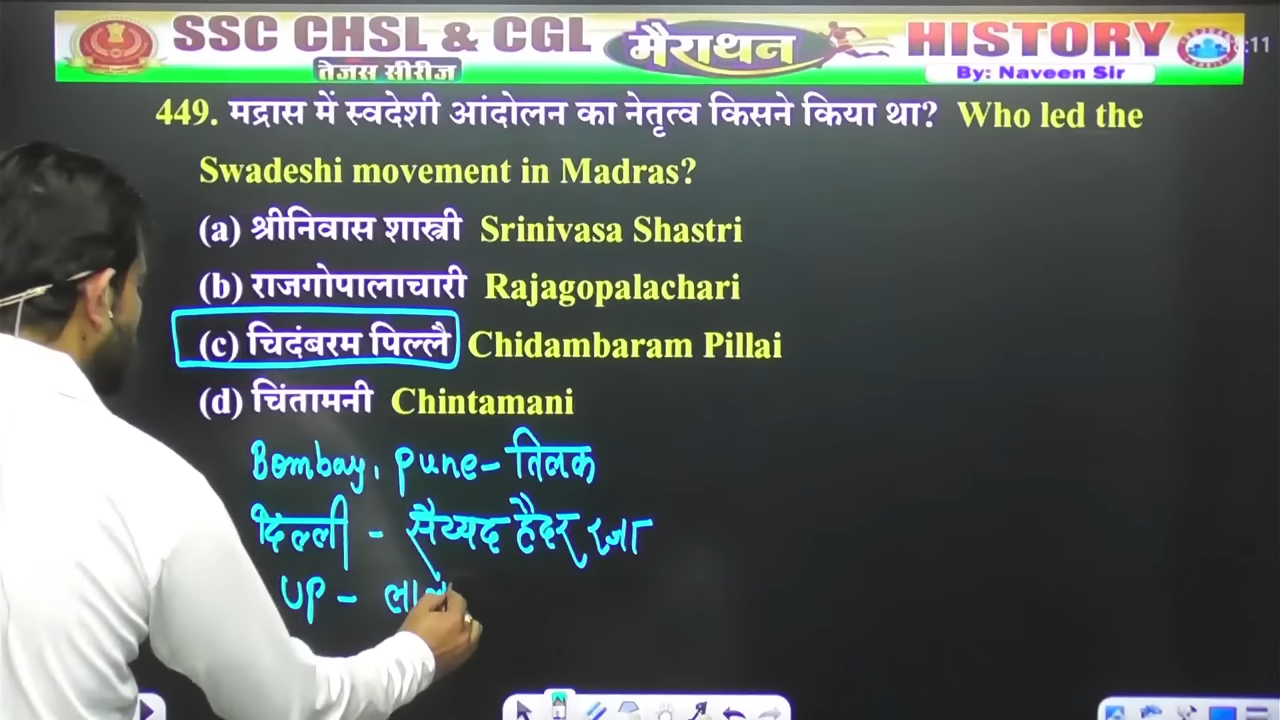 SSC CHSL & CGL मैराथन HISTORY
तेजस सीरीज By: Naveen Sir
449. मद्रास में स्वदेशी आंदोलन का नेतृत्व किसने किया था? Who led the
Swadeshi movement in Madras?
(a) श्रीनिवास शास्त्री Srinivasa Shastri
(b) राजगोपालाचारी Rajagopalachari
(c) चिदंबरम पिल्लै Chidambaram Pillai
(d) चिंतामनी Chintamani
Bombay, pune - तिलक
दिल्ली - सैय्यद हैदर रजा
UP -